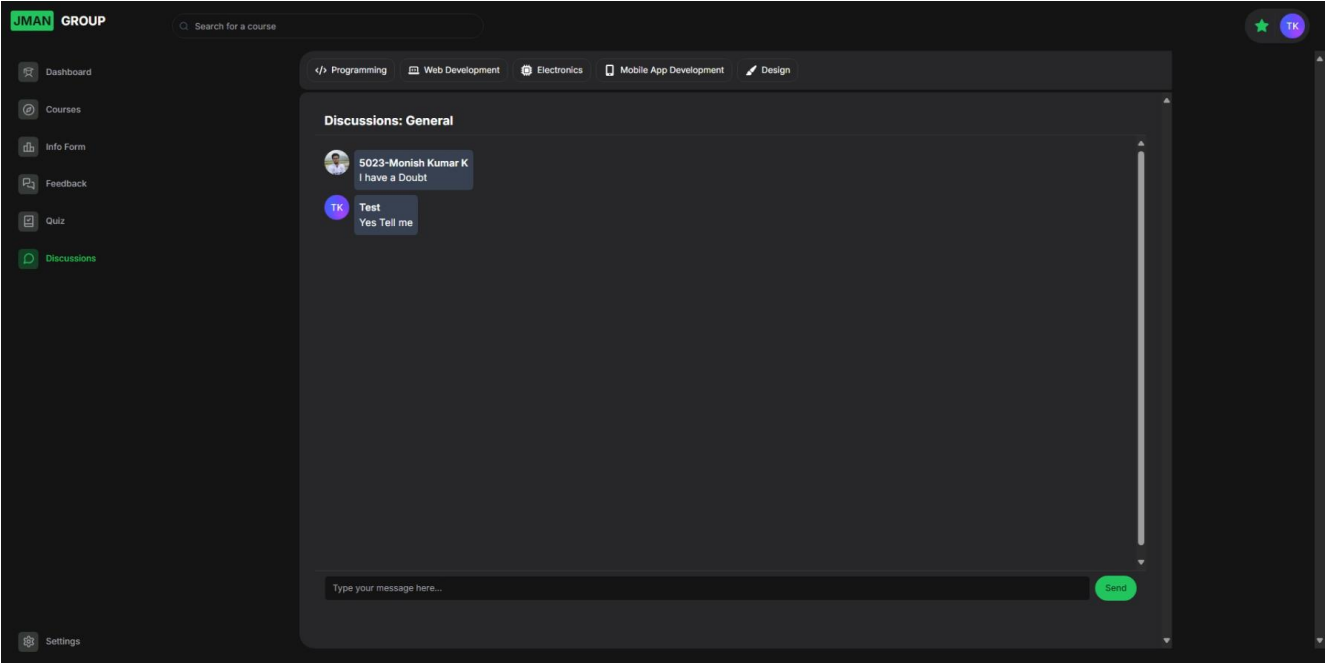 JMAN GROUP
Search for a course
TK
Dashboard
Courses
Info Form
Feedback
Quiz
Discussions
Settings
</> Programming
Web Development
Electronics
Mobile App Development
Design
Discussions: General
5023-Monish Kumar K
I have a Doubt
TK
Test
Yes Tell me
Type your message here...
Send